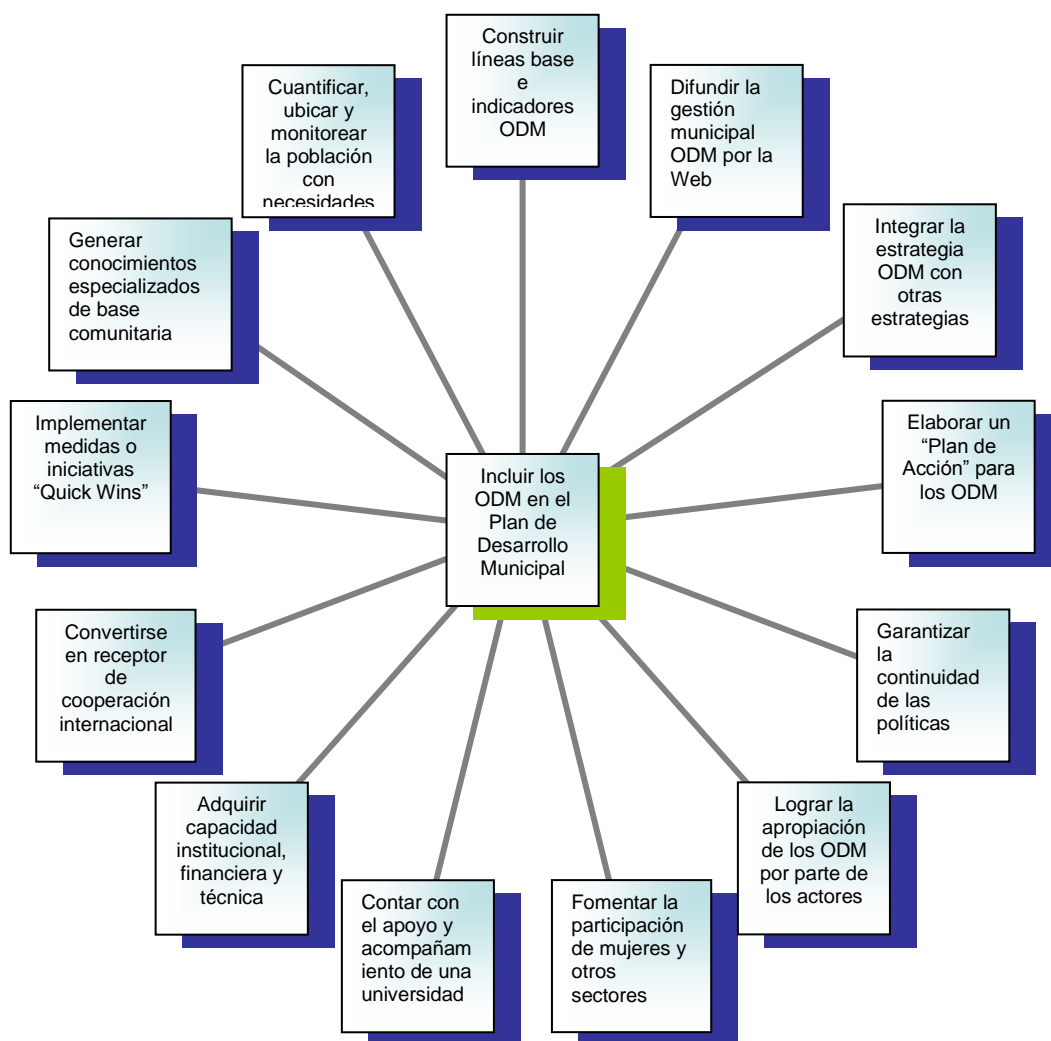 Construir
líneas base
e
indicadores
ODM
Difundir la
gestión
municipal
ODM por la
Web
Integrar la
estrategia
ODM con
otras
estrategias
Elaborar un
“Plan de
Acción” para
los ODM
Garantizar
la
continuidad
de las
políticas
Lograr la
apropiación
de los ODM
por parte de
los actores
Fomentar la
participación
de mujeres y
otros
sectores
Contar con
el apoyo y
acompañam
iento de una
universidad
Adquirir
capacidad
institucional,
financiera y
técnica
Convertirse
en receptor
de
cooperación
internacional
Implementar
medidas o
iniciativas
“Quick Wins”
Generar
conocimientos
especializados
de base
comunitaria
Cuantificar,
ubicar y
monitorear
la población
con
necesidades
Incluir los
ODM en el
Plan de
Desarrollo
Municipal